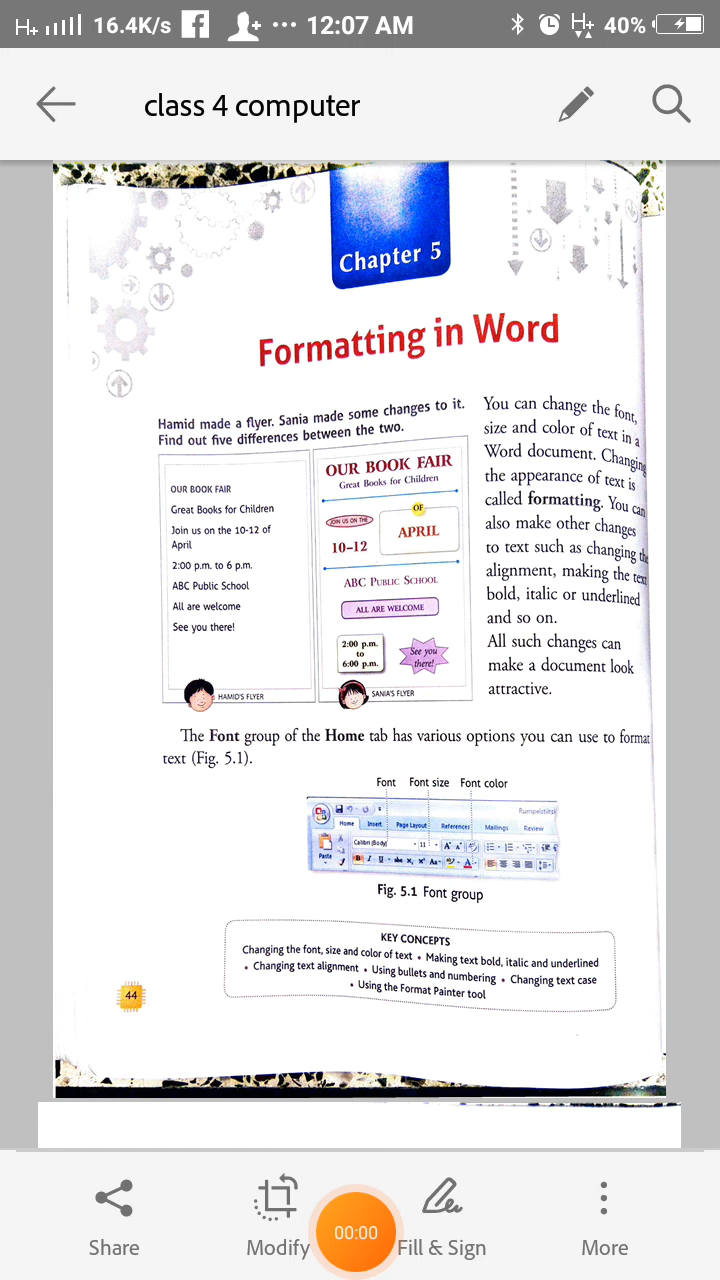 H+ 16.4K/s ... 12:07 AM H+ 40%
class 4 computer
Chapter 5
Formatting in Word
Hamid made a flyer. Sania made some changes to it.
Find out five differences between the two.
OUR BOOK FAIR
Great Books for Children
Join us on the 10-12 of
April
2:00 p.m. to 6 p.m.
ABC Public School
All are welcome
See you there!
HAMID'S FLYER
OUR BOOK FAIR
Great Books for Children
JOIN US ON THE
10–12
OF
APRIL
ABC PUBLIC SCHOOL
ALL ARE WELCOME
2:00 p.m.
to
6:00 p.m.
See you
there!
SANIA'S FLYER
You can change the font,
size and color of text in a
Word document. Changing
the appearance of text is
called formatting. You can
also make other changes
to text such as changing the
alignment, making the text
bold, italic or underlined
and so on.
All such changes can
make a document look
attractive.
The Font group of the Home tab has various options you can use to format
text (Fig. 5.1).
Font Font size Font color
Rumpelstiltsk
Home Insert Page Layout References Mailings Review
Calibri (Body) 11 A A
Paste B I U abc x₂ x² Aa A
Fig. 5.1 Font group
KEY CONCEPTS
Changing the font, size and color of text • Making text bold, italic and underlined
• Changing text alignment • Using bullets and numbering • Changing text case
• Using the Format Painter tool
44
Share Modify 00:00 Fill & Sign More